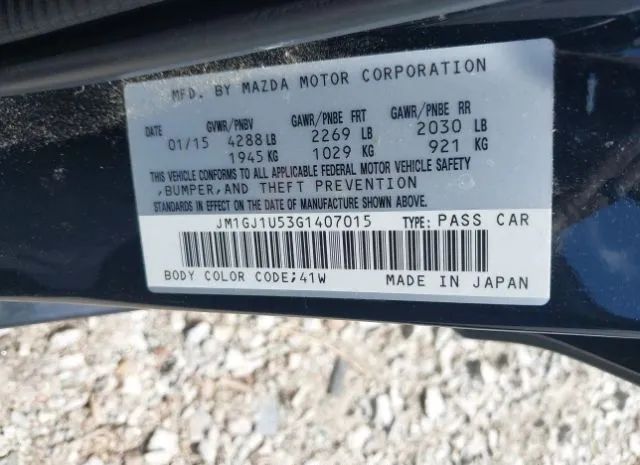 MFD. BY MAZDA MOTOR CORPORATION
DATE GVWR/PNBV GAWR/PNBE FRT GAWR/PNBE RR
01/15 4288 LB 2269 LB 2030 LB
1945 KG 1029 KG 921 KG
THIS VEHICLE CONFORMS TO ALL APPLICABLE FEDERAL MOTOR VEHICLE SAFETY
,BUMPER,AND THEFT PREVENTION
STANDARDS IN EFFECT ON THE DATE OF MANUFACTURE SHOWN ABOVE.
JM1GJ1U53G1407015 TYPE: PASS CAR
BODY COLOR CODE;41W MADE IN JAPAN